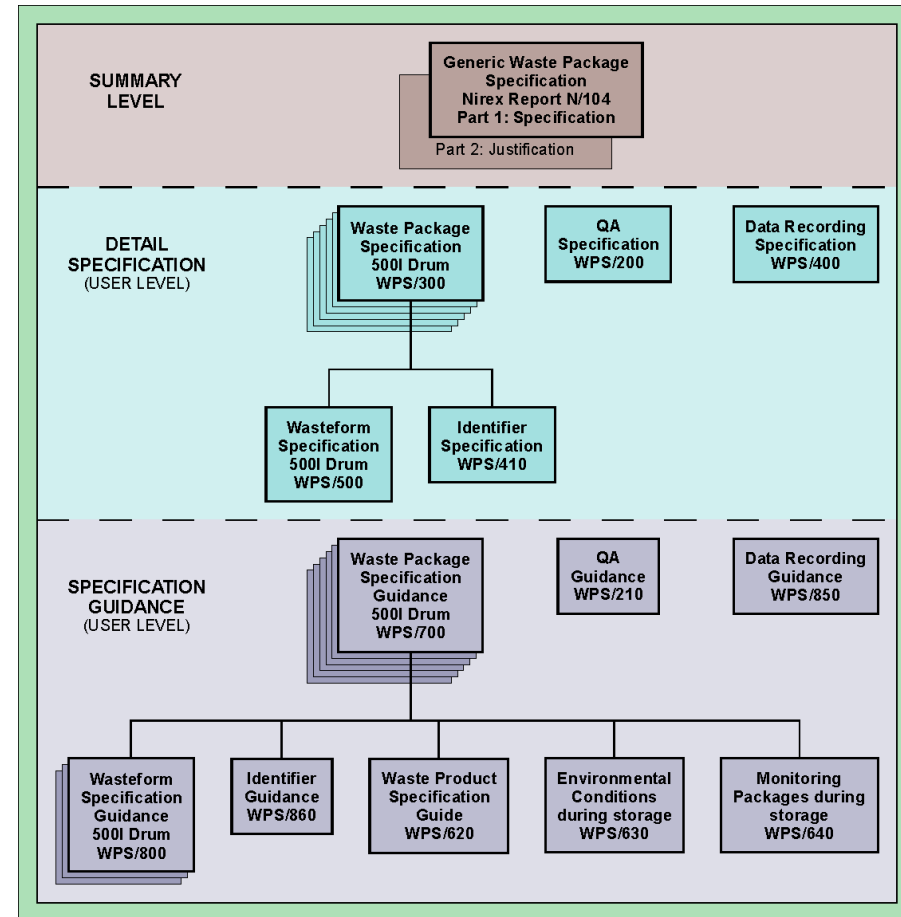 SUMMARY
LEVEL
Generic Waste Package
Specification
Nirex Report N/104
Part 1: Specification
Part 2: Justification
DETAIL
SPECIFICATION
(USER LEVEL)
Waste Package
Specification
500l Drum
WPS/300
QA
Specification
WPS/200
Data Recording
Specification
WPS/400
Wasteform
Specification
500l Drum
WPS/500
Identifier
Specification
WPS/410
SPECIFICATION
GUIDANCE
(USER LEVEL)
Waste Package
Specification
Guidance
500l Drum
WPS/700
QA
Guidance
WPS/210
Data Recording
Guidance
WPS/850
Wasteform
Specification
Guidance
500l Drum
WPS/800
Identifier
Guidance
WPS/860
Waste Product
Specification
Guide
WPS/620
Environmental
Conditions
during storage
WPS/630
Monitoring
Packages during
storage
WPS/640